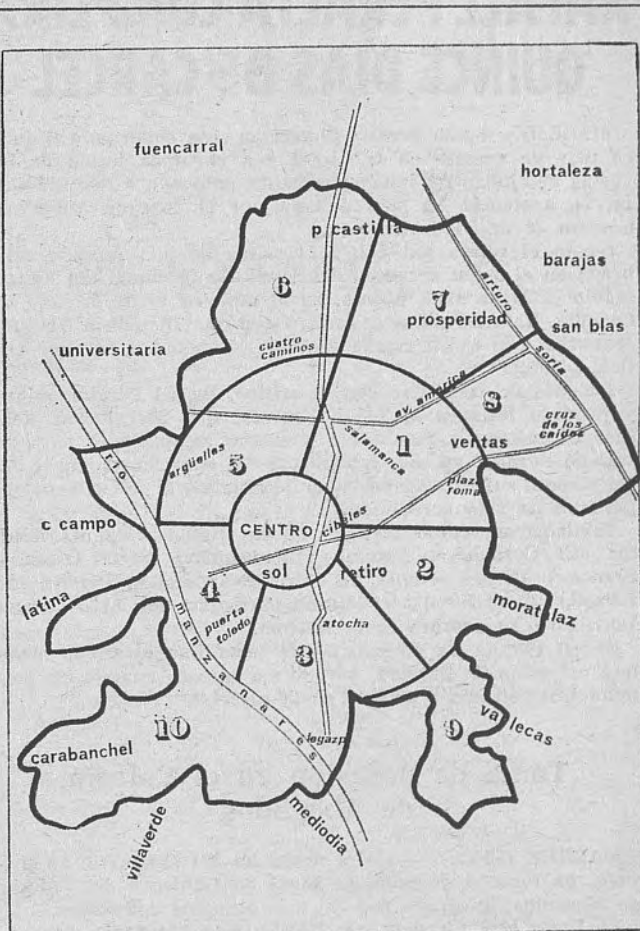 fuencarral
hortaleza
p. castilla
barajas
6
7
arturo
soria
prosperidad
san blas
cuatro
caminos
universitaria
av. america
8
cruz
de los
caidos
salamanca
1
ventas
argüelles
5
plaza
roma
rio
manzanares
c campo
CENTRO
cibeles
sol
retiro
2
4
latina
moratalaz
puerta
toledo
atocha
3
10
9
vallecas
carabanchel
legazpi
villaverde
mediodia